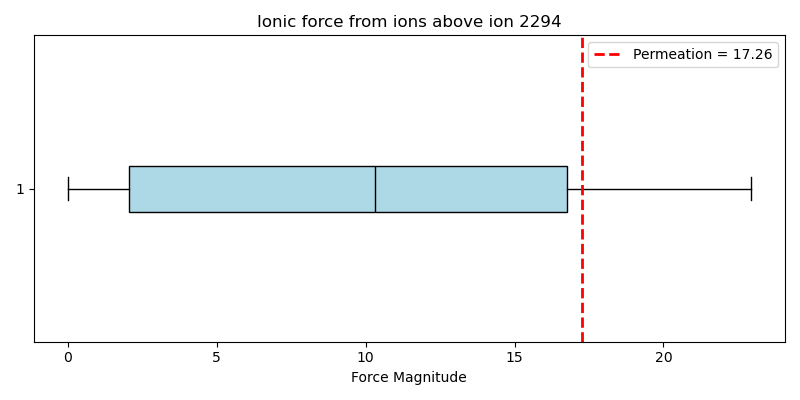 Ionic force from ions above ion 2294
Permeation = 17.26
1
0 5 10 15 20
Force Magnitude